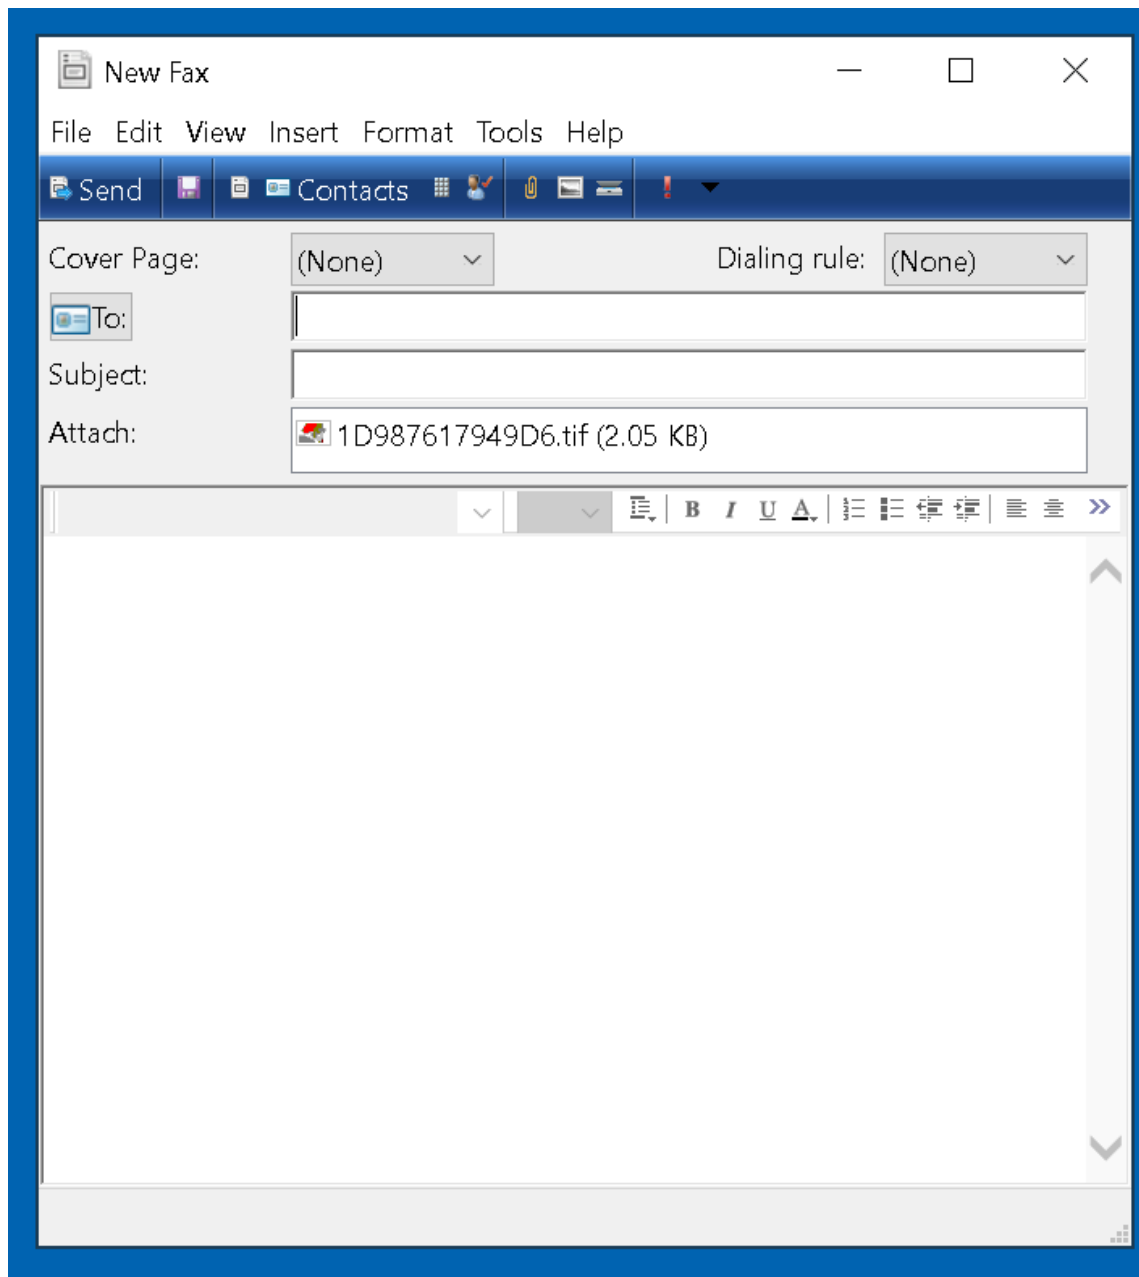 New Fax
File Edit View Insert Format Tools Help
Send Contacts
Cover Page: (None) Dialing rule: (None)
To:
Subject:
Attach: 1D987617949D6.tif (2.05 KB)
B I U A